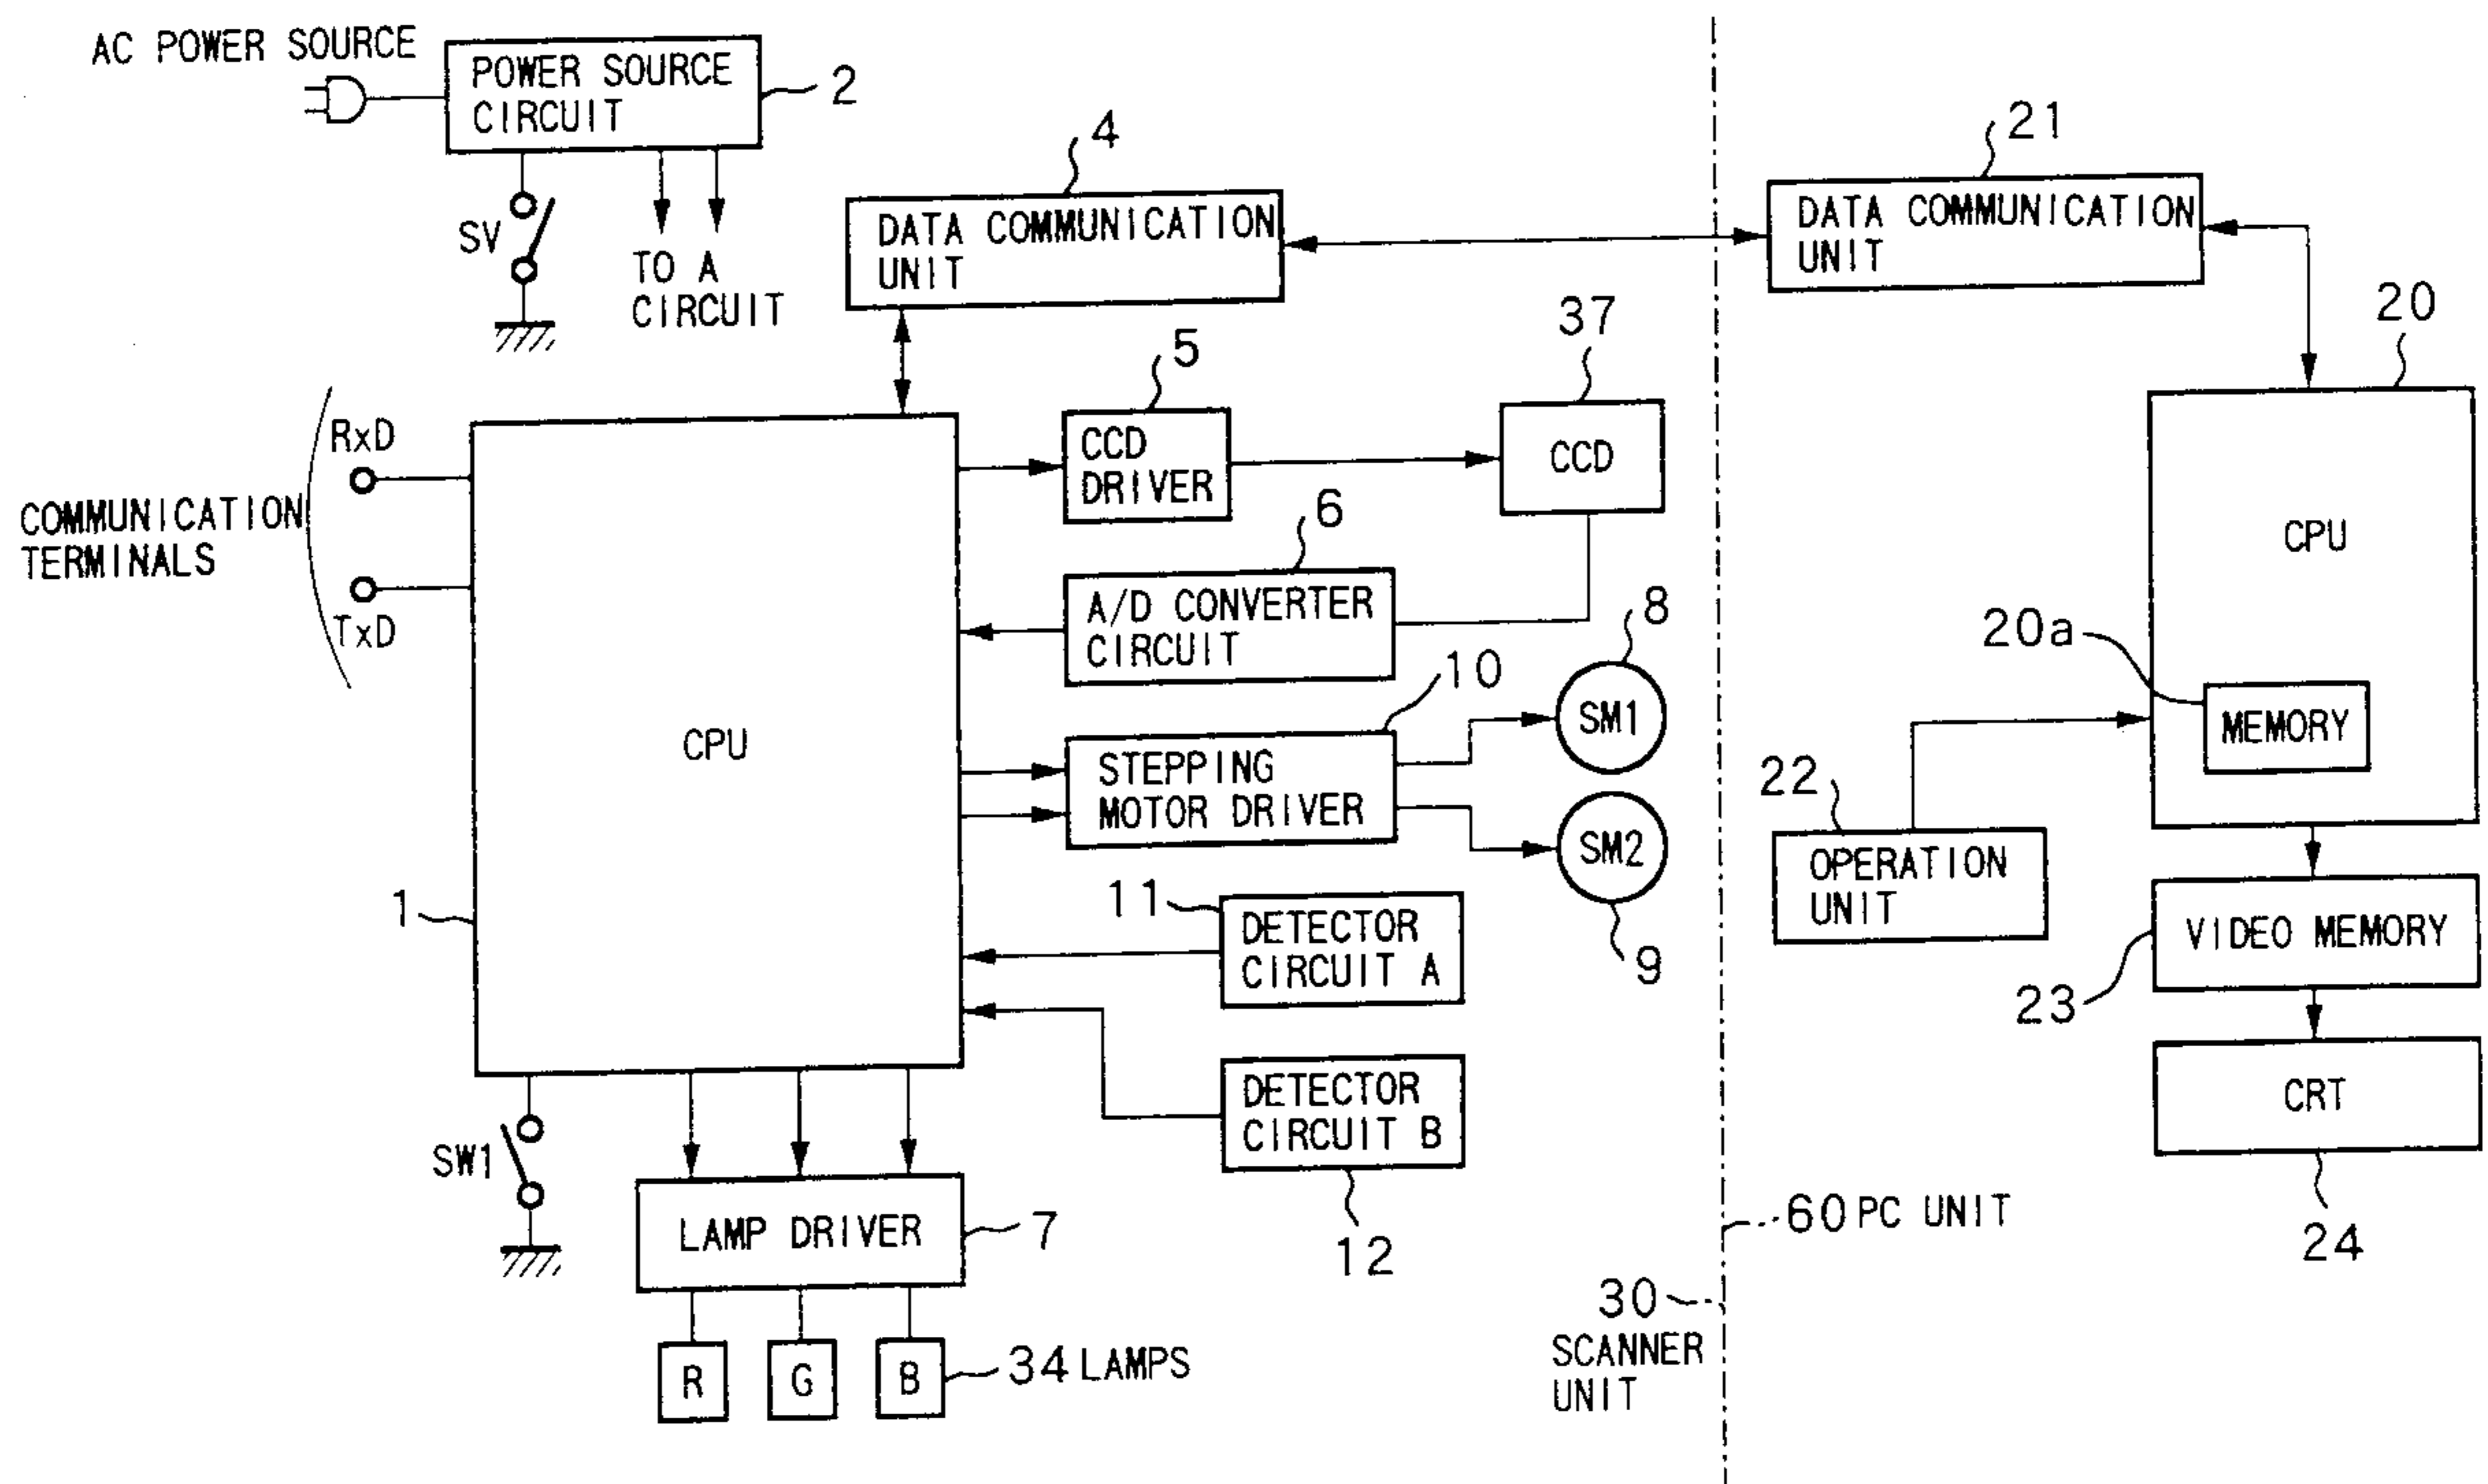 AC POWER SOURCE
POWER SOURCE
CIRCUIT
2
SV
TO A
CIRCUIT
4
DATA COMMUNICATION
UNIT
21
DATA COMMUNICATION
UNIT
COMMUNICATION
TERMINALS
RxD
TxD
CPU
1
5
CCD
DRIVER
37
CCD
6
A/D CONVERTER
CIRCUIT
10
STEPPING
MOTOR DRIVER
8
SM1
SM2
9
11
DETECTOR
CIRCUIT A
DETECTOR
CIRCUIT B
12
SW1
LAMP DRIVER
7
R
G
B
34 LAMPS
30
SCANNER
UNIT
60 PC UNIT
20
CPU
20a
MEMORY
22
OPERATION
UNIT
VIDEO MEMORY
23
CRT
24